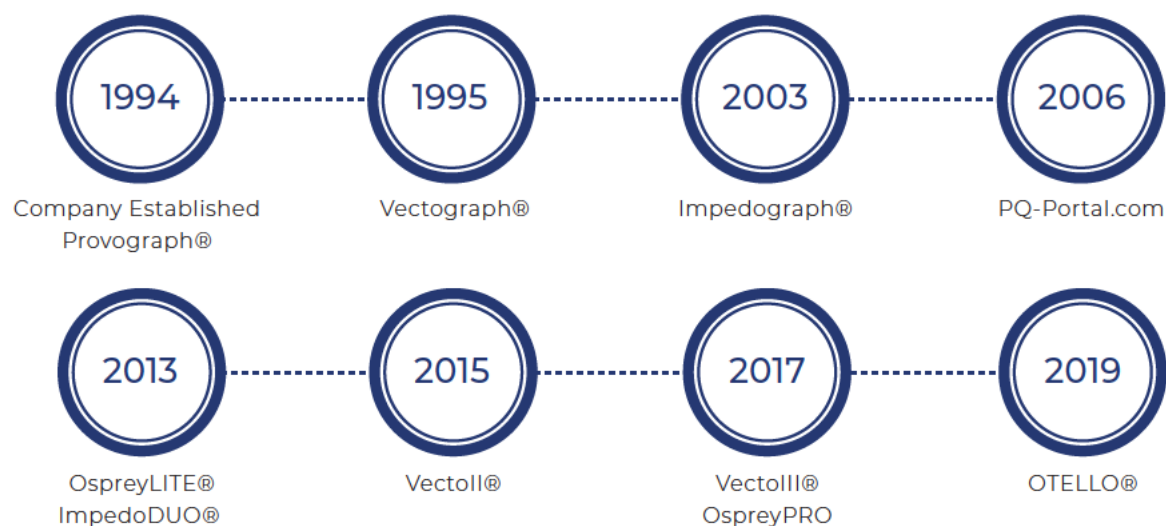 1994
1995
2003
2006
Company Established
Provograph®
Vectograph®
Impedograph®
PQ-Portal.com
2013
2015
2017
2019
OspreyLITE®
ImpedoDUO®
VectoII®
VectoIII®
OspreyPRO
OTELLO®